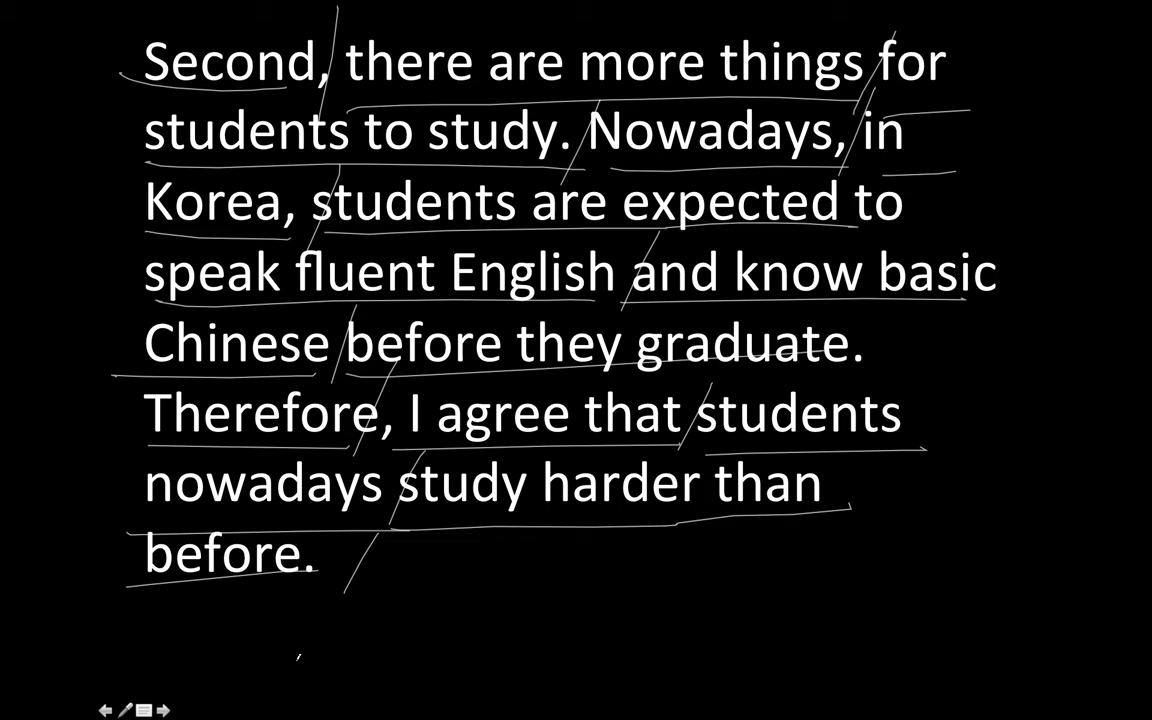 Second, there are more things for
students to study. Nowadays, in
Korea, students are expected to
speak fluent English and know basic
Chinese before they graduate.
Therefore, I agree that students
nowadays study harder than
before.